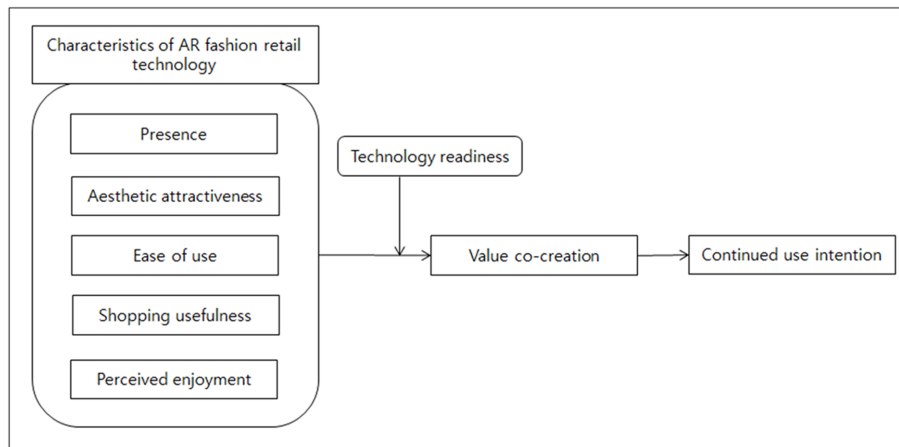 Characteristics of AR fashion retail
technology
Presence
Aesthetic attractiveness
Ease of use
Shopping usefulness
Perceived enjoyment
Technology readiness
Value co-creation
Continued use intention